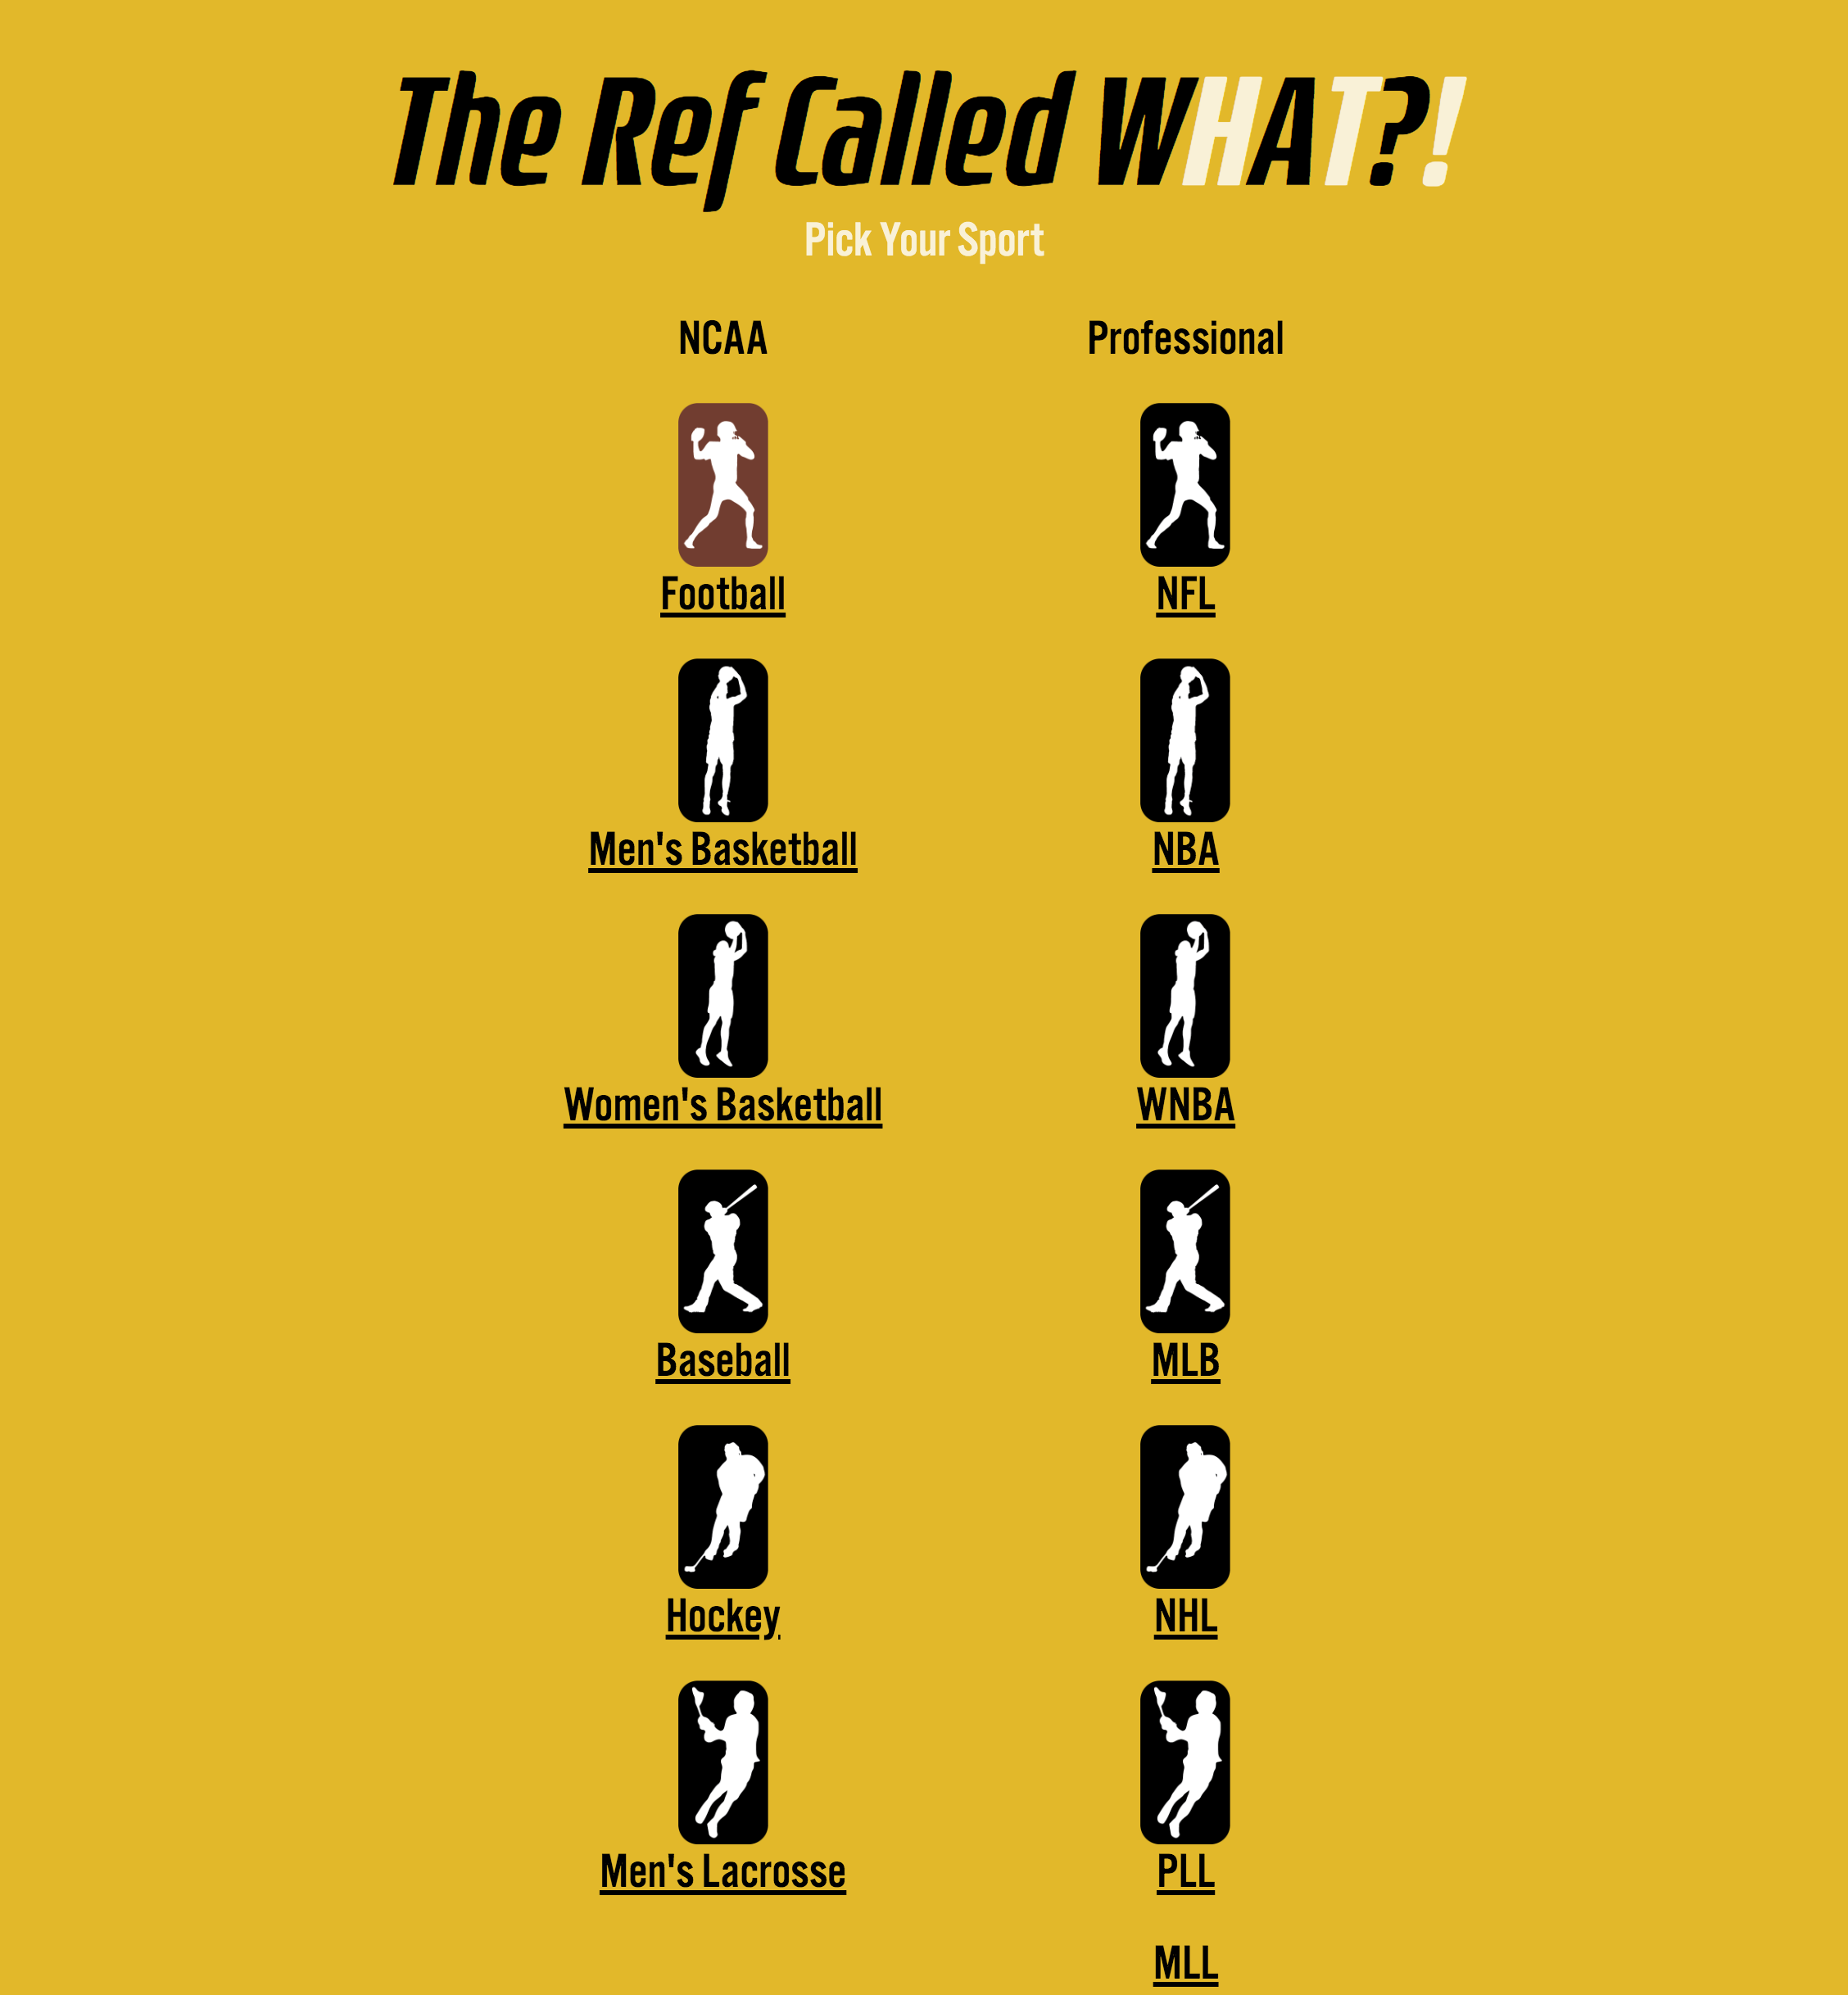 The Ref Called WHAT?!
Pick Your Sport
NCAA
Professional
Football
NFL
Men's Basketball
NBA
Women's Basketball
WNBA
Baseball
MLB
Hockey
NHL
Men's Lacrosse
PLL
MLL